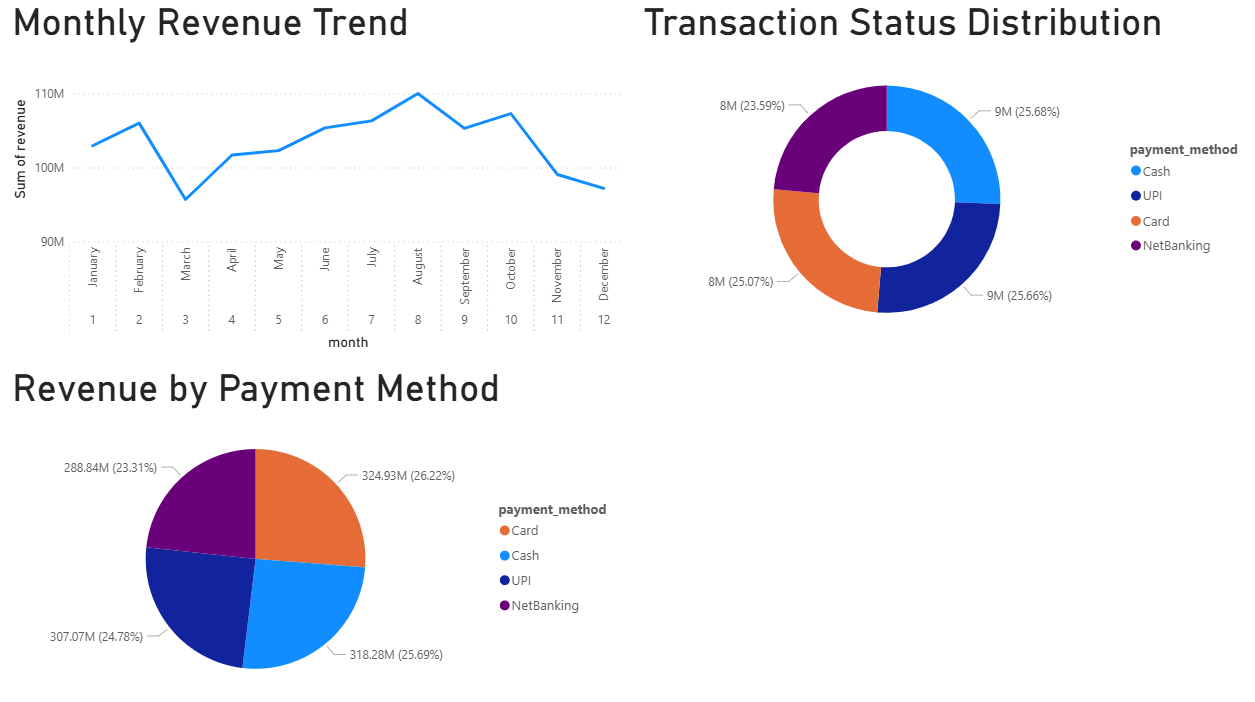 Monthly Revenue Trend
Sum of revenue
110M
100M
90M
January
February
March
April
May
June
July
August
September
October
November
December
1 2 3 4 5 6 7 8 9 10 11 12
month
Transaction Status Distribution
8M (23.59%)
9M (25.68%)
8M (25.07%)
9M (25.66%)
payment_method
Cash
UPI
Card
NetBanking
Revenue by Payment Method
288.84M (23.31%)
324.93M (26.22%)
307.07M (24.78%)
318.28M (25.69%)
payment_method
Card
Cash
UPI
NetBanking